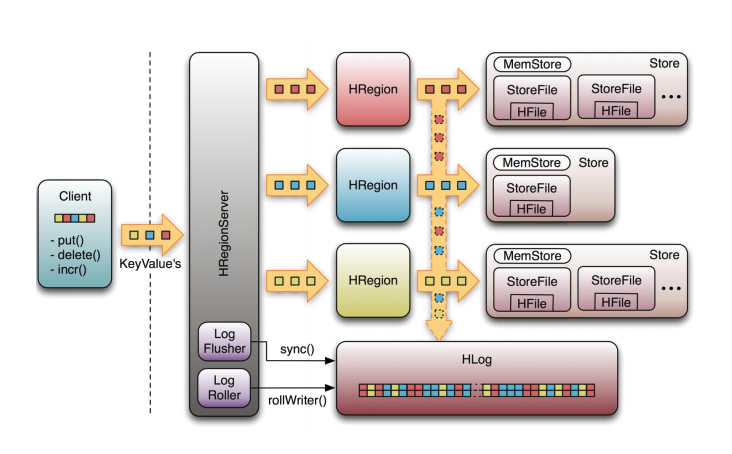 Client
- put()
- delete()
- incr()
KeyValue's
HRegionServer
Log
Flusher
Log
Roller
sync()
rollWriter()
HRegion
MemStore
Store
StoreFile
HFile
StoreFile
HFile
...
HRegion
MemStore
Store
StoreFile
HFile
HRegion
MemStore
Store
StoreFile
HFile
StoreFile
HFile
...
HLog